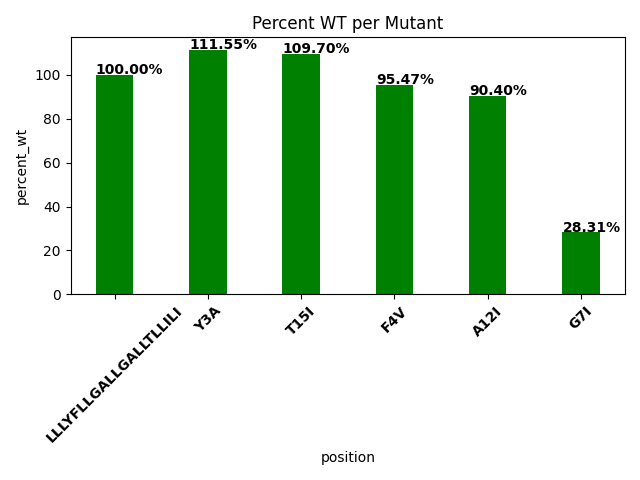 Percent WT per Mutant
percent_wt
100
80
60
40
20
0
100.00%
111.55%
109.70%
95.47%
90.40%
28.31%
LLLYFLLGALLGALLTLLILI
Y3A
T15I
F4V
A12I
G7I
position